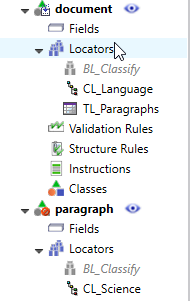 document
Fields
Locators
BL_Classify
CL_Language
TL_Paragraphs
Validation Rules
Structure Rules
Instructions
Classes
paragraph
Fields
Locators
BL_Classify
CL_Science